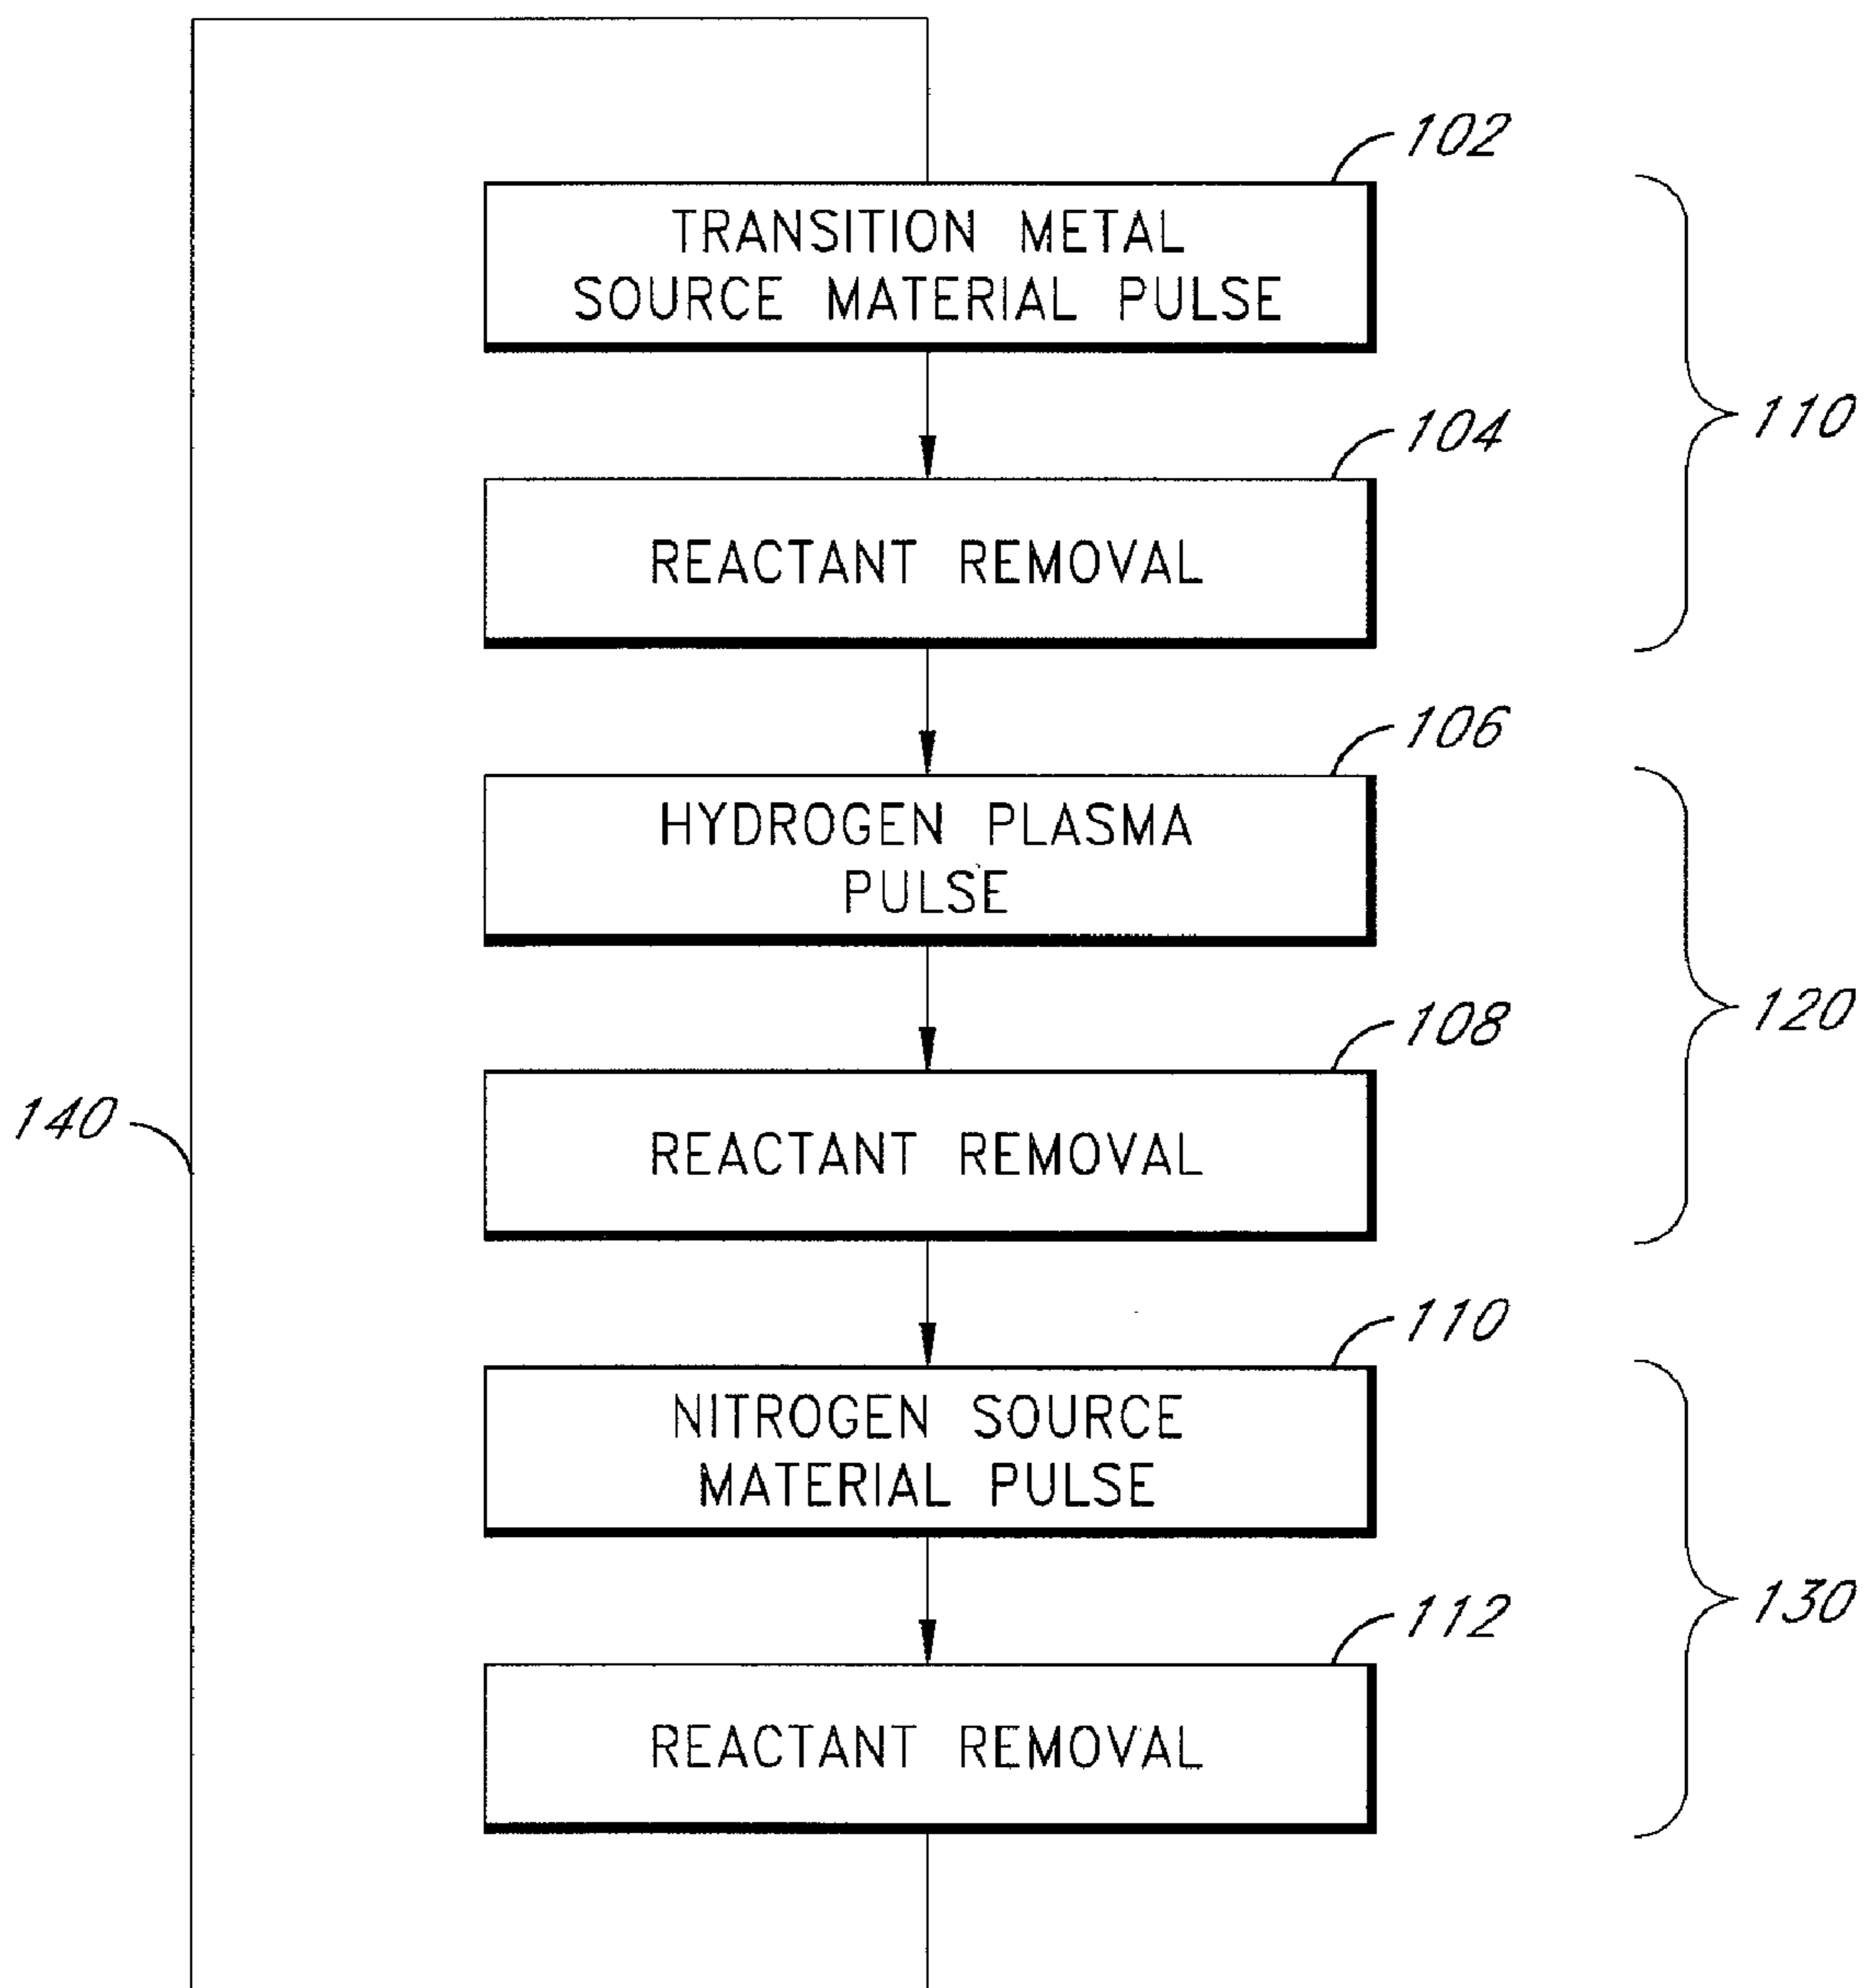 102
TRANSITION METAL
SOURCE MATERIAL PULSE
110
104
REACTANT REMOVAL
106
HYDROGEN PLASMA
PULSE
120
108
REACTANT REMOVAL
140
110
NITROGEN SOURCE
MATERIAL PULSE
130
112
REACTANT REMOVAL